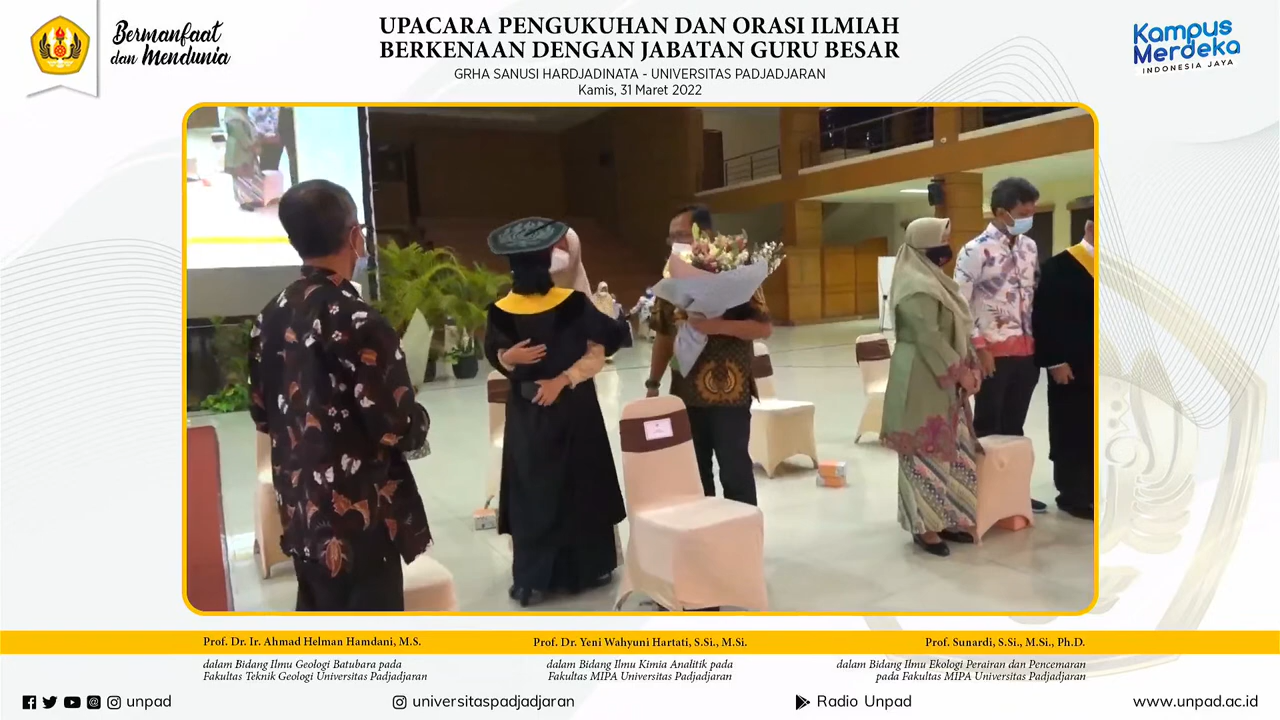 Bermanfaat
dan Mendunia
UPACARA PENGUKUHAN DAN ORASI ILMIAH
BERKENAAN DENGAN JABATAN GURU BESAR
GRHA SANUSI HARDJADINATA - UNIVERSITAS PADJADJARAN
Kamis, 31 Maret 2022
Kampus
Merdeka
INDONESIA JAYA
Prof. Dr. Ir. Ahmad Helman Hamdani, M.S.
dalam Bidang Ilmu Geologi Batubara pada
Fakultas Teknik Geologi Universitas Padjadjaran
Prof. Dr. Yeni Wahyuni Hartati, S.Si., M.Si.
dalam Bidang Ilmu Kimia Analitik pada
Fakultas MIPA Universitas Padjadjaran
Prof. Sunardi, S.Si., M.Si., Ph.D.
dalam Bidang Ilmu Ekologi Perairan dan Pencemaran
pada Fakultas MIPA Universitas Padjadjaran
unpad
universitaspadjadjaran
Radio Unpad
www.unpad.ac.id